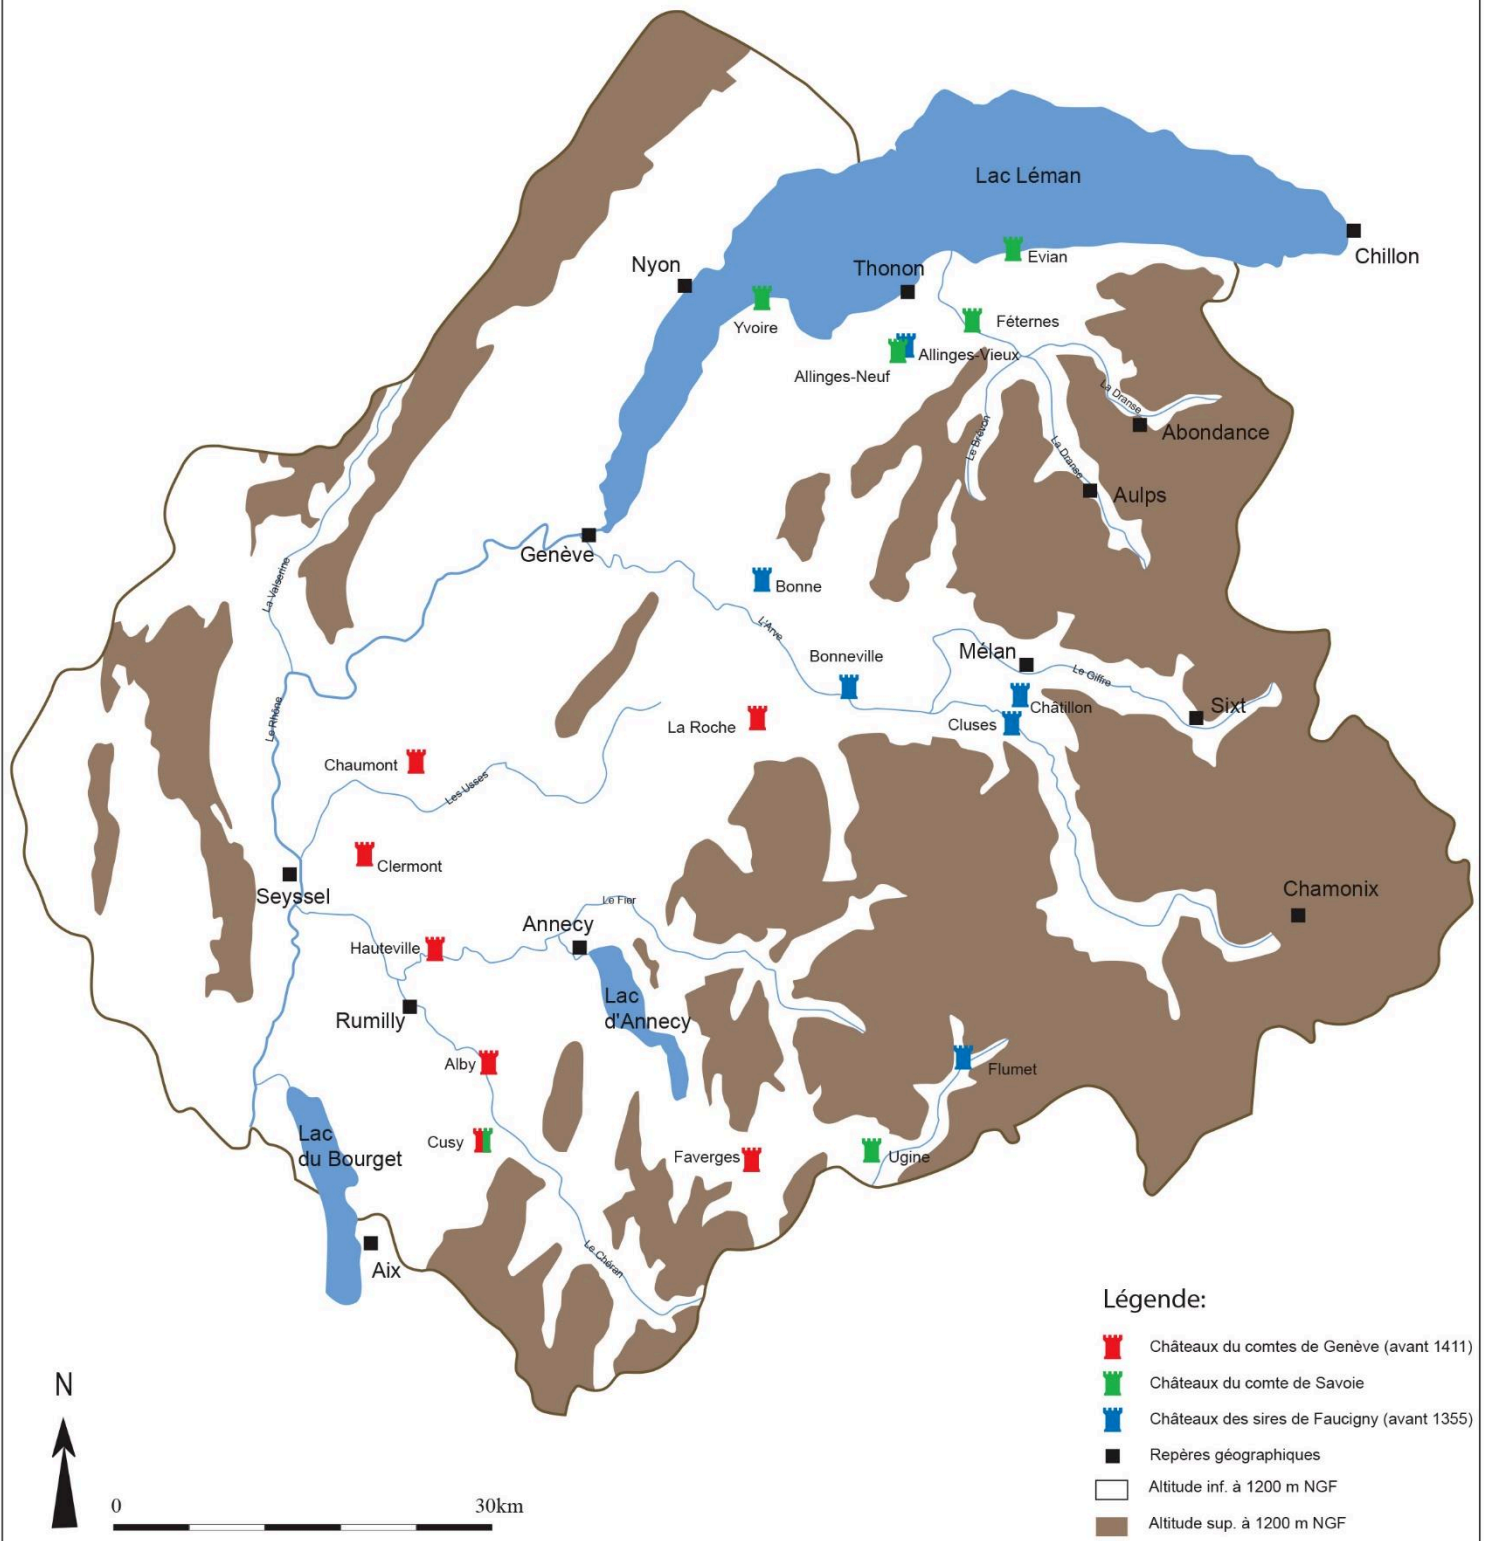 Lac Léman
Chillon
Evian
Nyon
Thonon
Yvoire
Féternes
Allinges-Vieux
Allinges-Neuf
La Dranse
Abondance
Le Brévon
La Dranse
Aulps
Genève
La Valserine
Bonne
L'Arve
Bonneville
Mélan
Le Giffre
Châtillon
Sixt
Le Rhône
La Roche
Cluses
Chaumont
Les Usses
Clermont
Seyssel
Chamonix
Le Fier
Annecy
Hauteville
Lac
d'Annecy
Rumilly
Alby
Flumet
Lac
du Bourget
Cusy
Faverges
Ugine
Le Chéran
Aix
Légende:
Châteaux du comtes de Genève (avant 1411)
Châteaux du comte de Savoie
Châteaux des sires de Faucigny (avant 1355)
Repères géographiques
Altitude inf. à 1200 m NGF
Altitude sup. à 1200 m NGF
N
0 30km